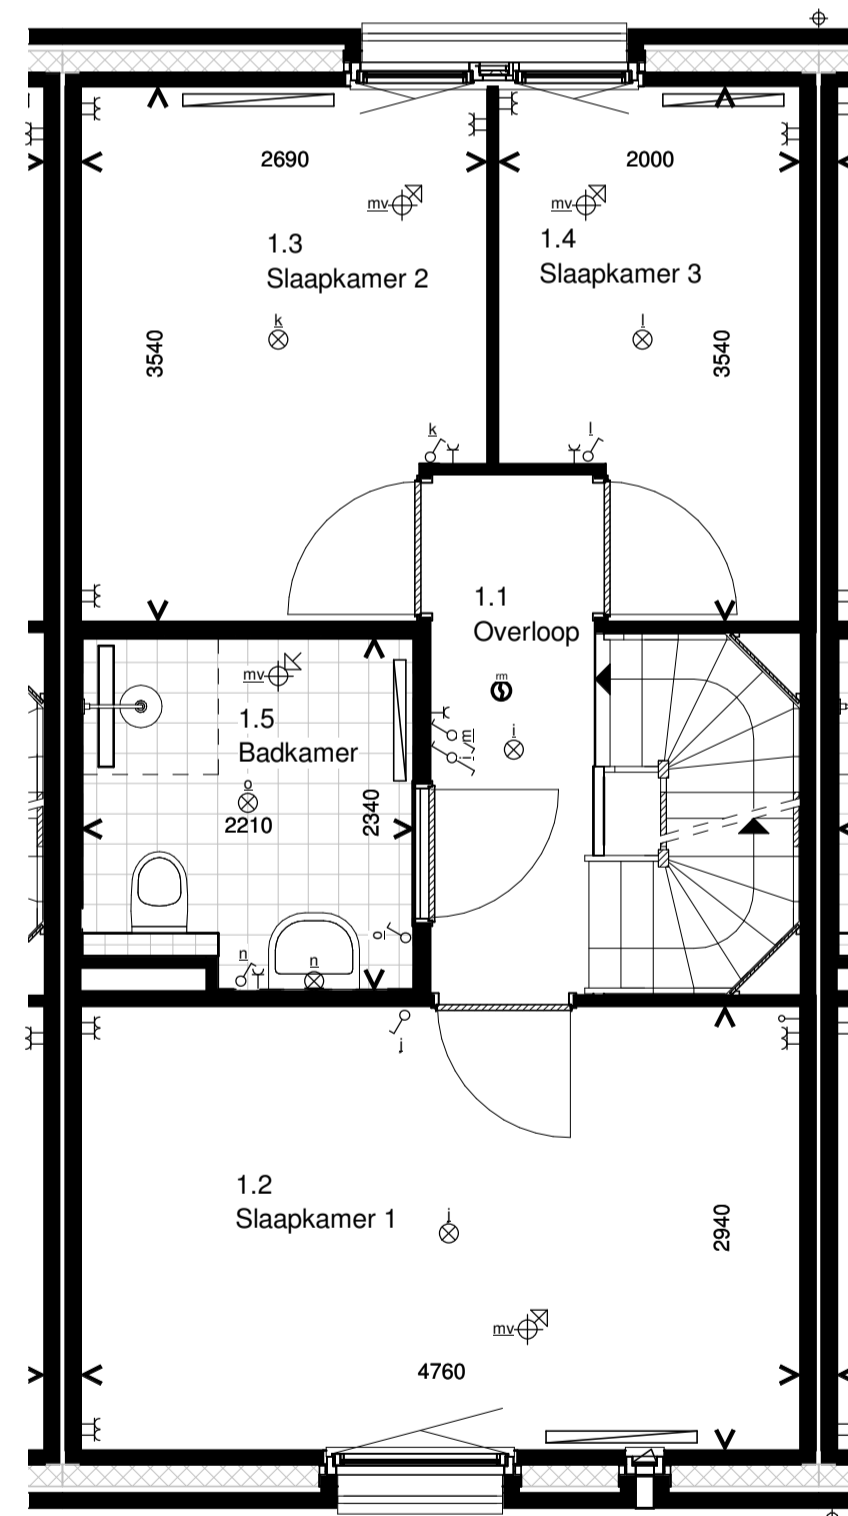 2690
2000
mv
mv
1.3
Slaapkamer 2
1.4
Slaapkamer 3
k
l
3540
3540
k
l
1.1
Overloop
mv
rm
1.5
Badkamer
m
i
i
o
2210
2340
o
n
n
j
1.2
Slaapkamer 1
j
2940
mv
4760